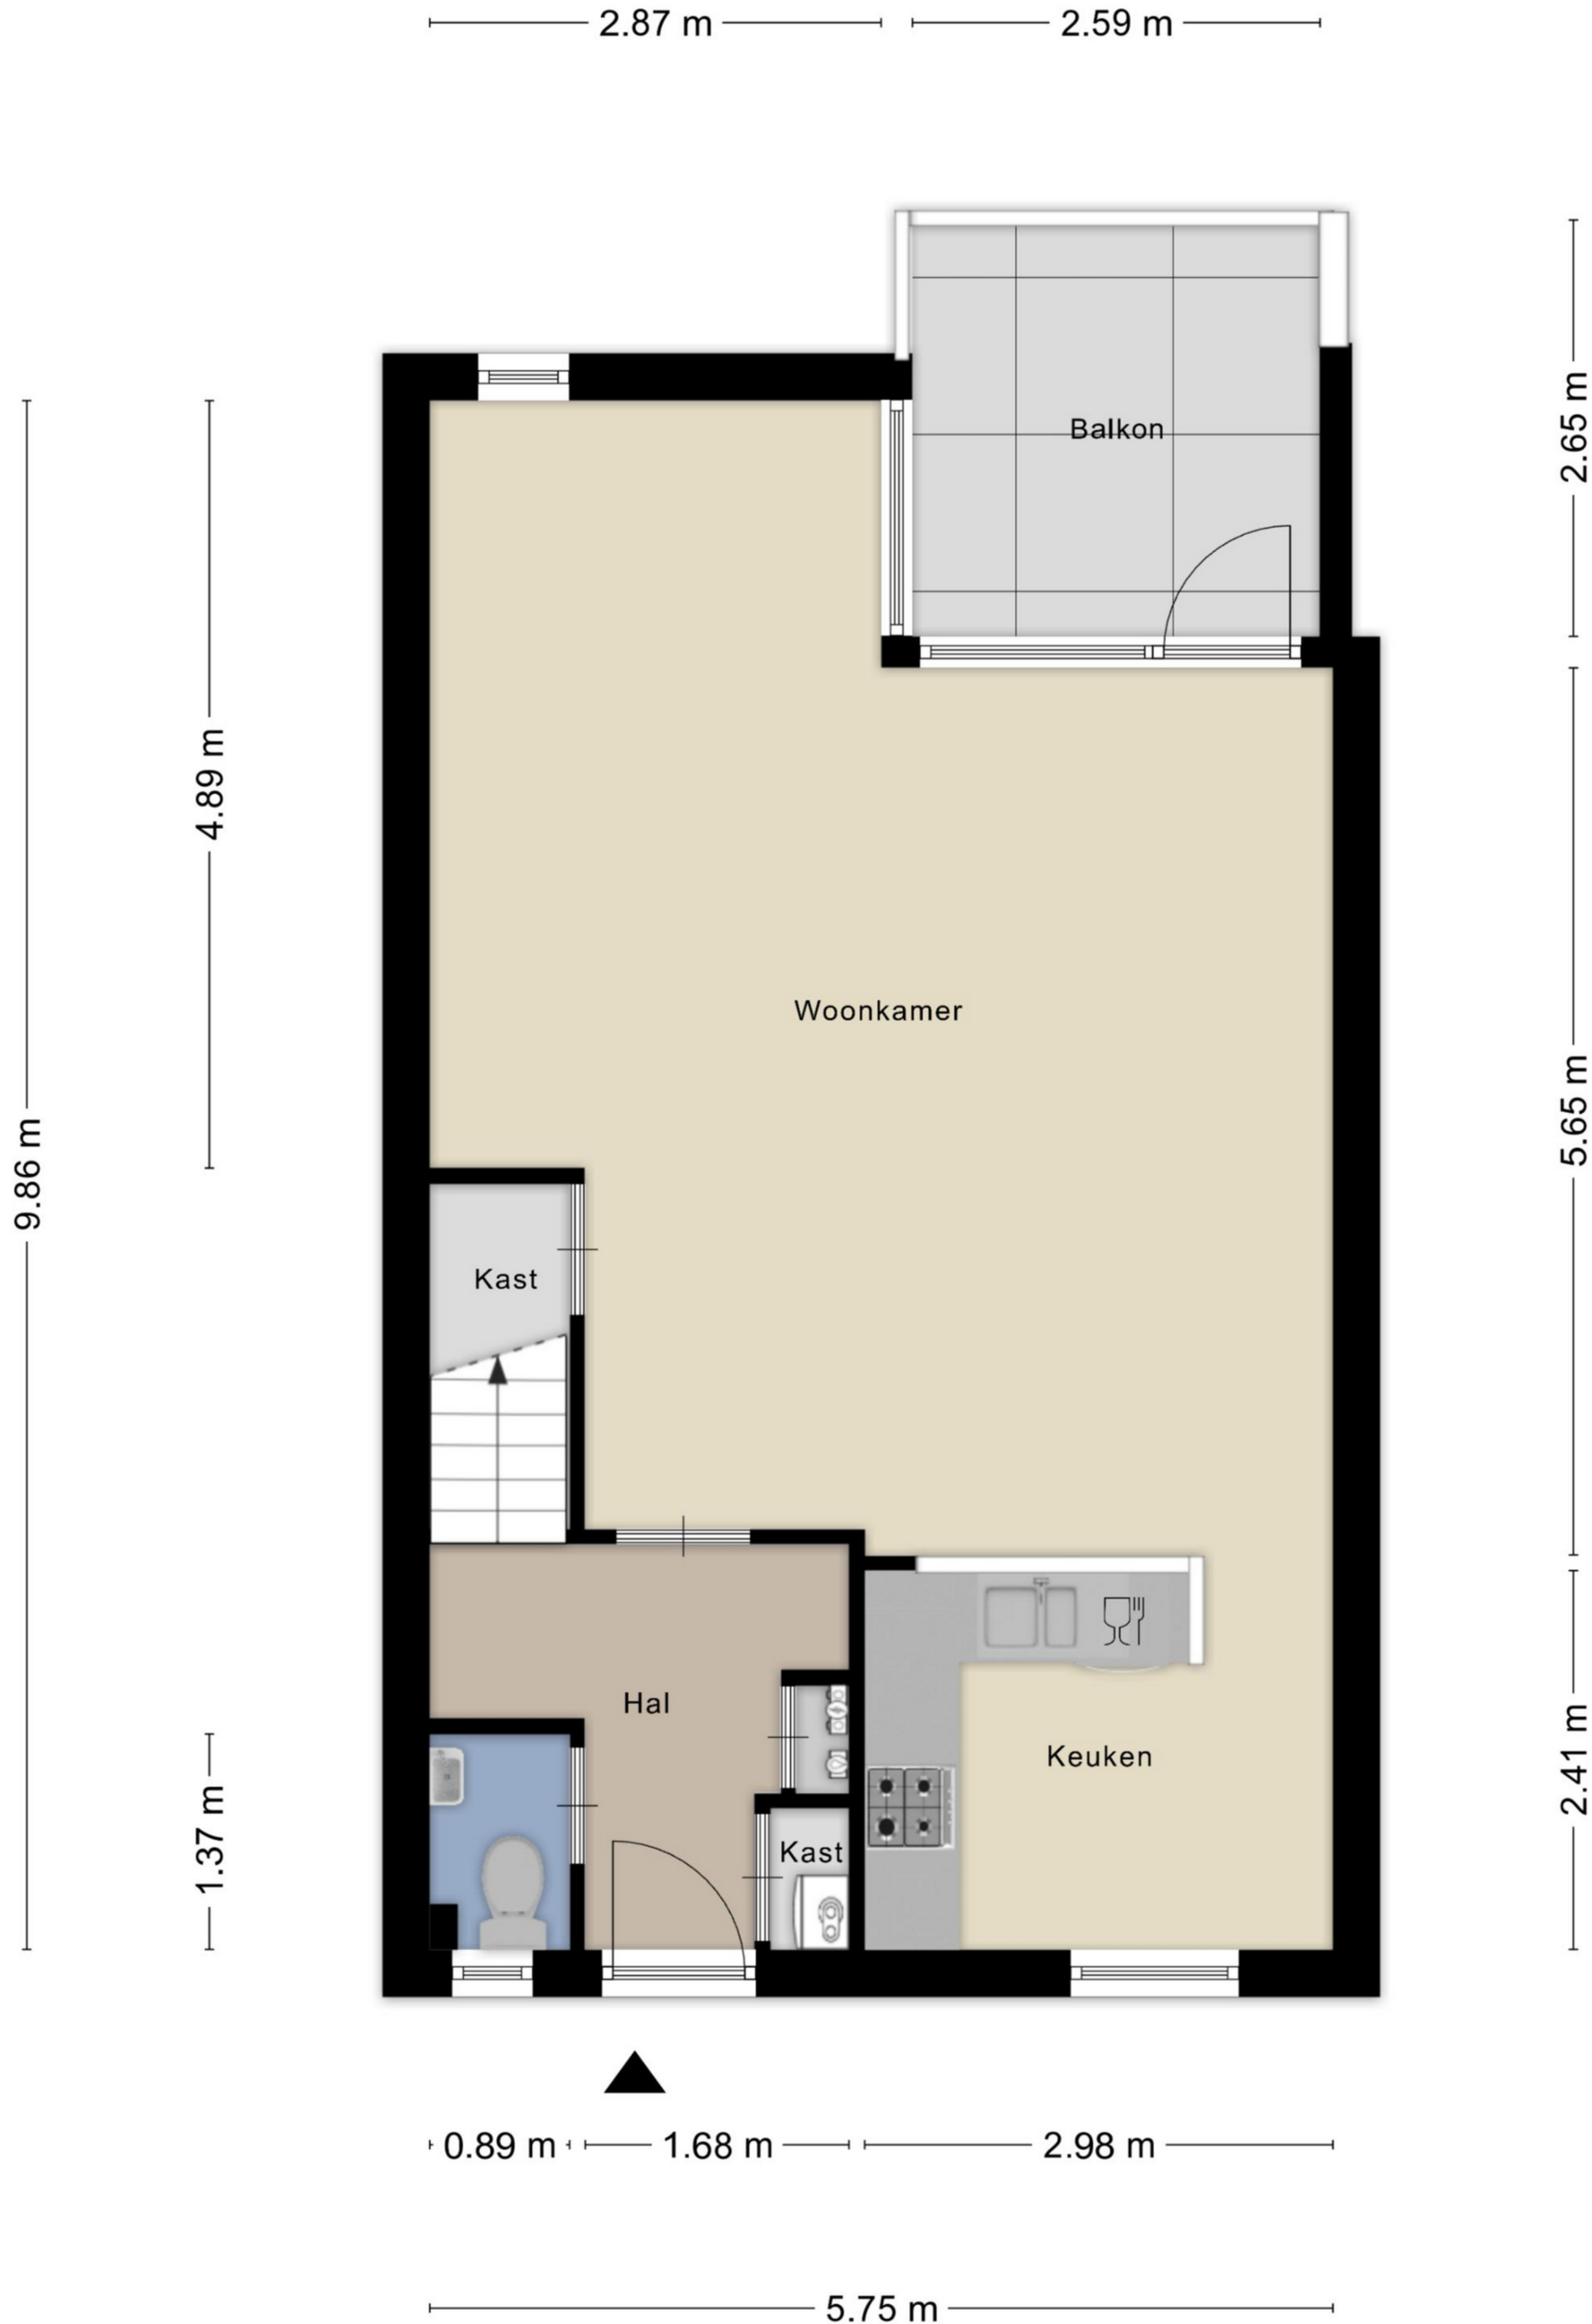 2.87 m
2.59 m
Balkon
2.65 m
4.89 m
Woonkamer
9.86 m
5.65 m
Kast
Hal
Keuken
2.41 m
1.37 m
Kast
0.89 m
1.68 m
2.98 m
5.75 m